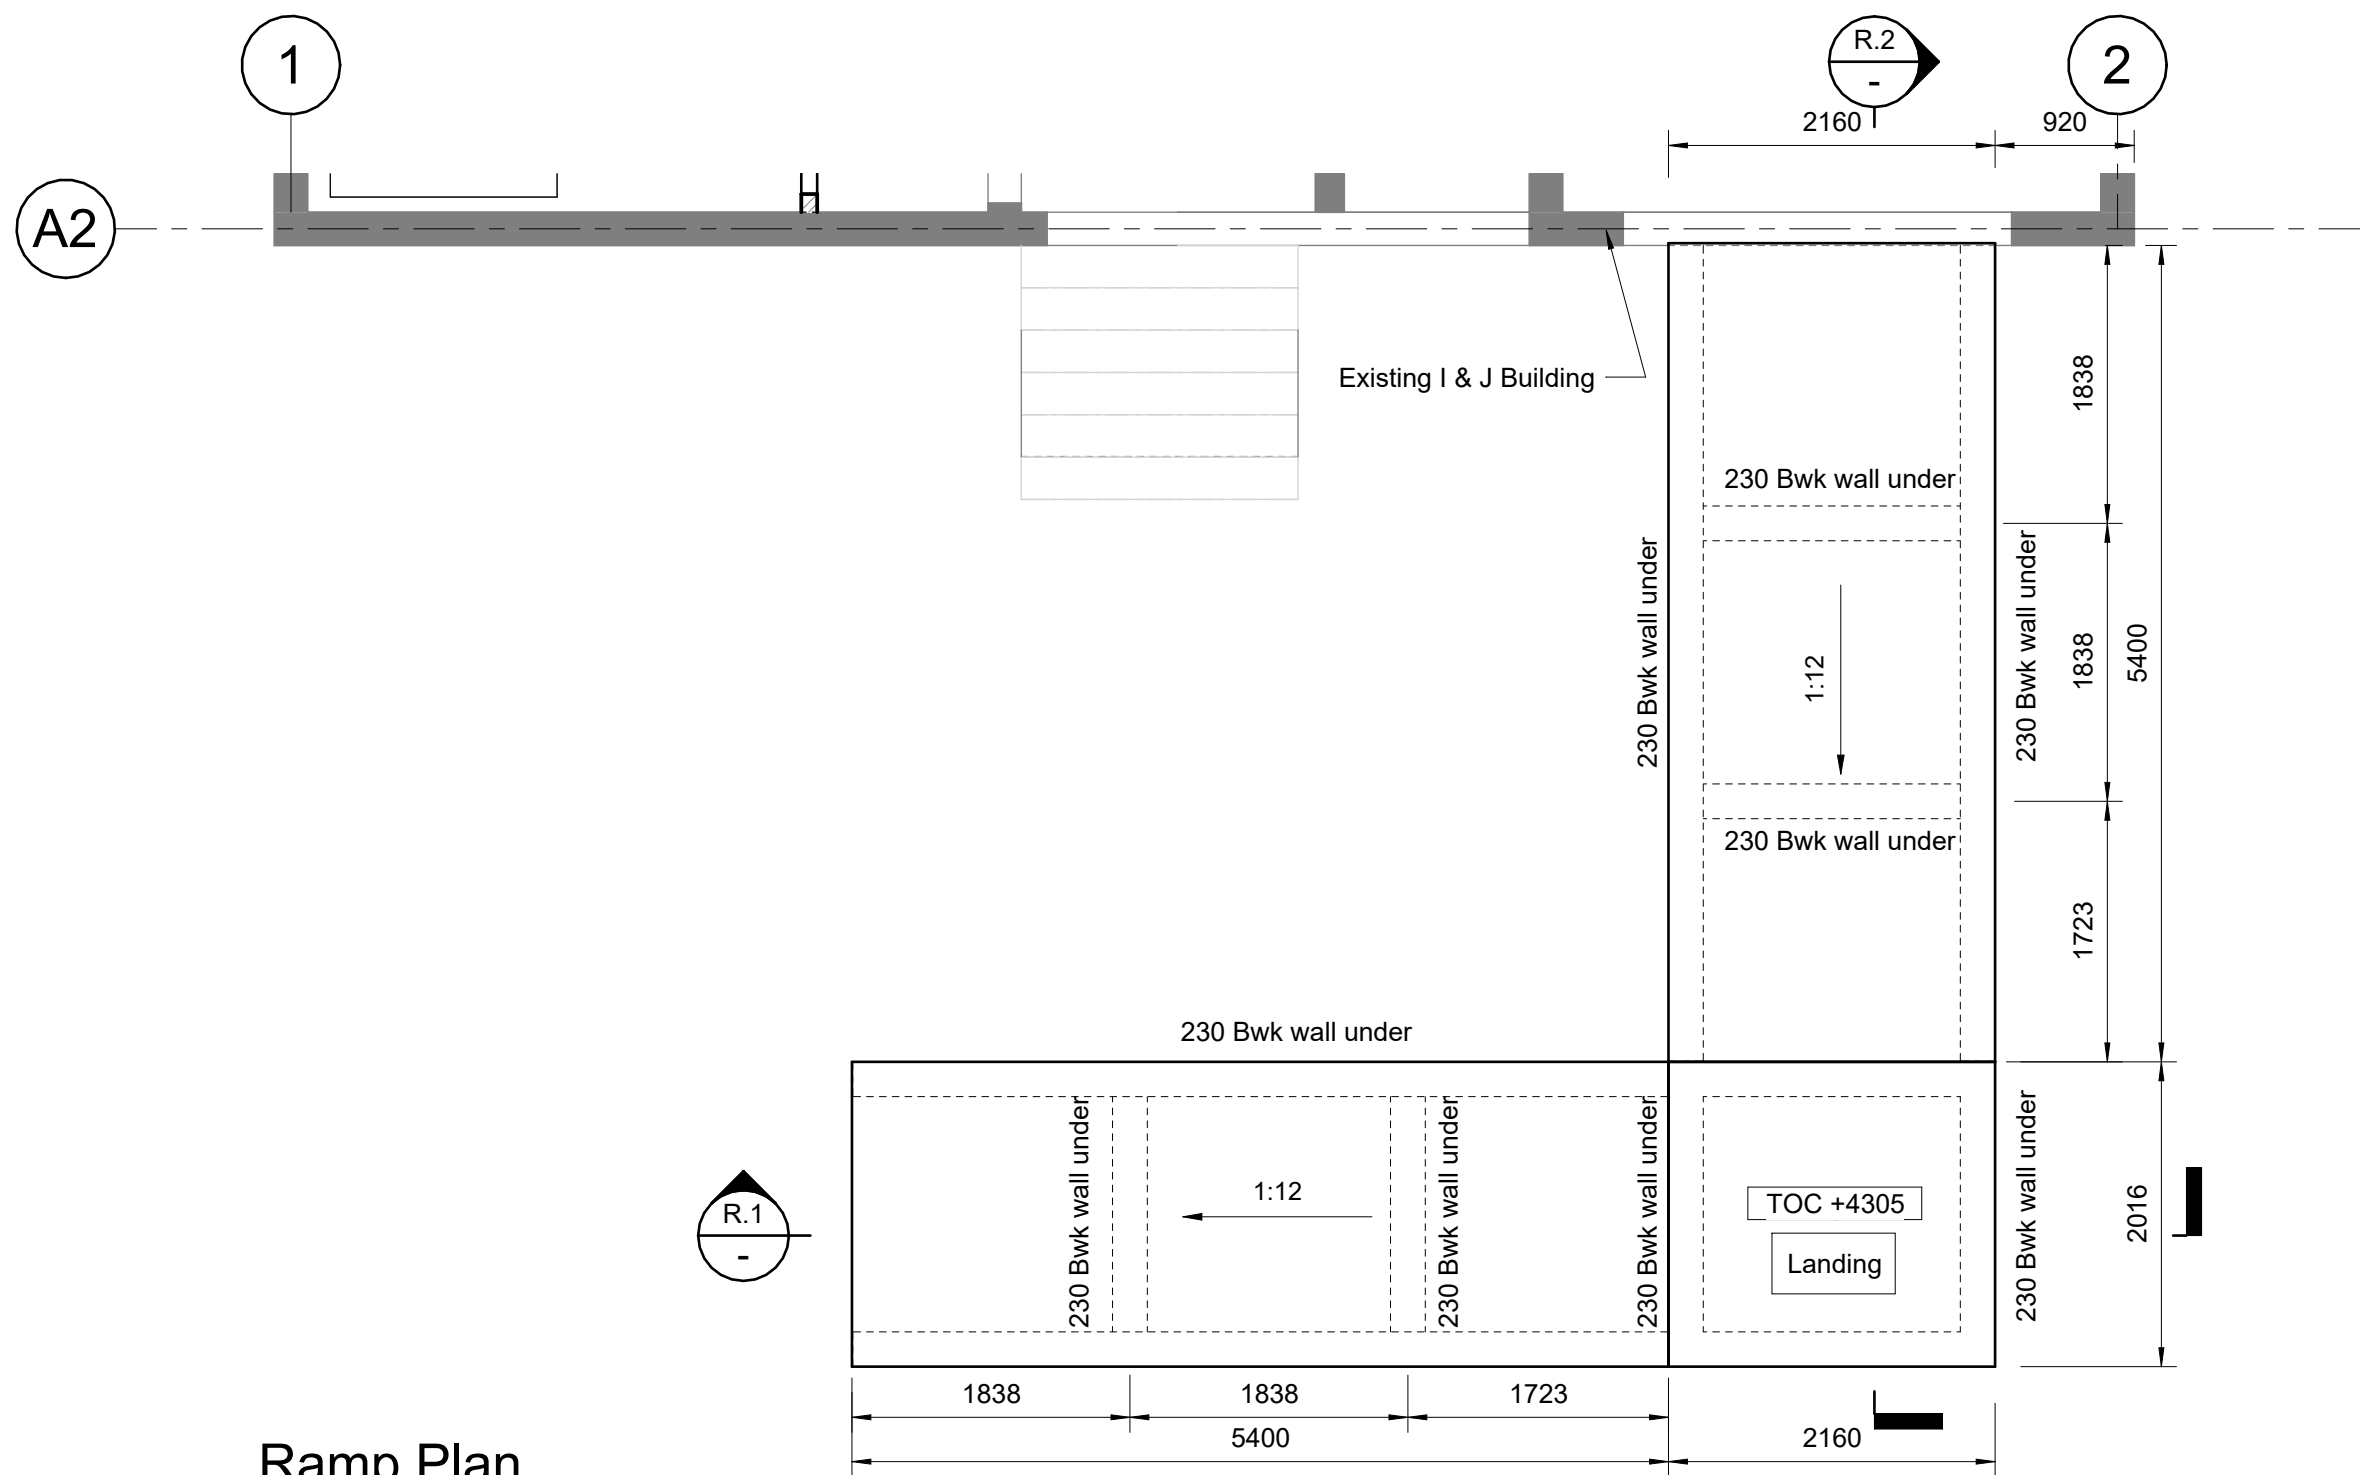 1
R.2
-
2
2160
920
A2
Existing I & J Building
1838
230 Bwk wall under
230 Bwk wall under
230 Bwk wall under
1:12
1838
5400
230 Bwk wall under
1723
230 Bwk wall under
230 Bwk wall under
230 Bwk wall under
230 Bwk wall under
230 Bwk wall under
1:12
R.1
-
TOC +4305
Landing
2016
1838
1838
1723
5400
2160
Ramp Plan